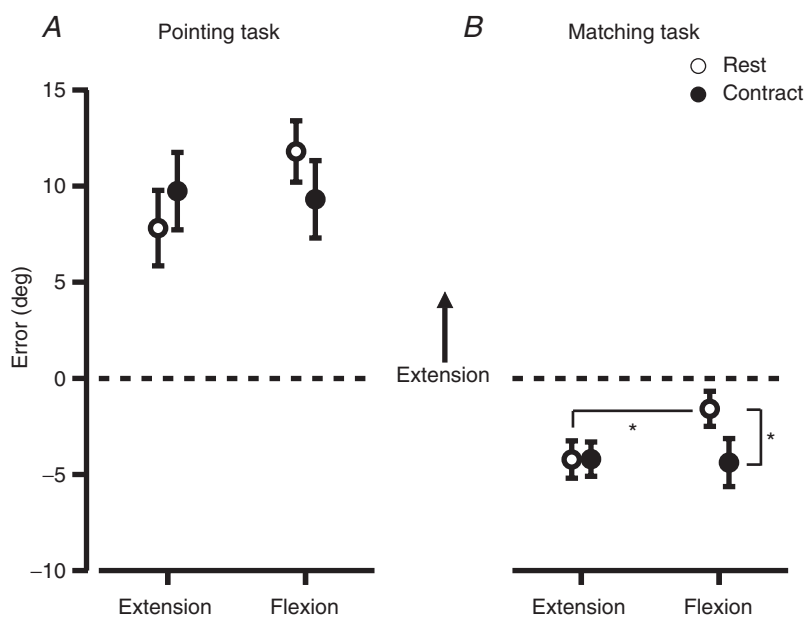 A Pointing task
B Matching task
Rest
Contract
Error (deg)
15
10
5
0
–5
–10
Extension
Extension Flexion
*
*
Extension Flexion